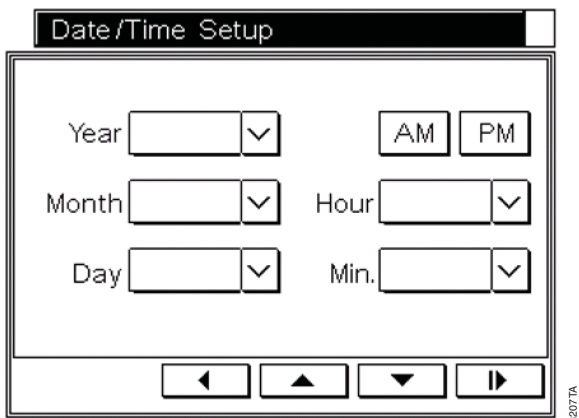 Date/Time Setup
Year
AM PM
Month
Hour
Day
Min.
207TA